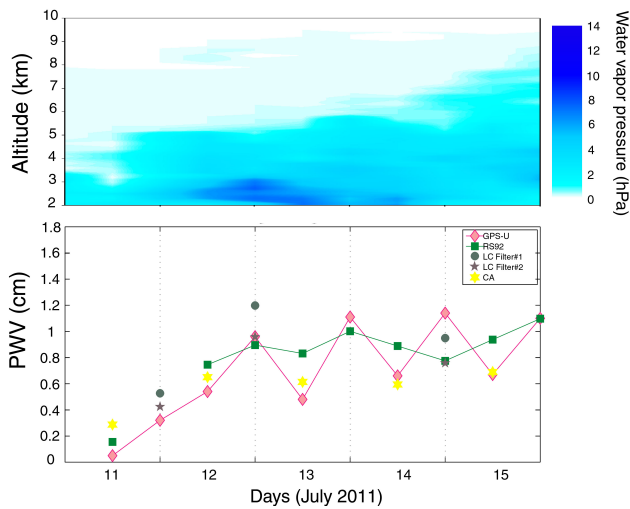 10
9
8
7
6
5
4
3
2
Altitude (km)
14
12
10
8
6
4
2
0
Water vapor pressure (hPa)
1.8
1.6
1.4
1.2
1
0.8
0.6
0.4
0.2
0
PWV (cm)
GPS-U
RS92
LC Filter#1
LC Filter#2
CA
11 12 13 14 15
Days (July 2011)